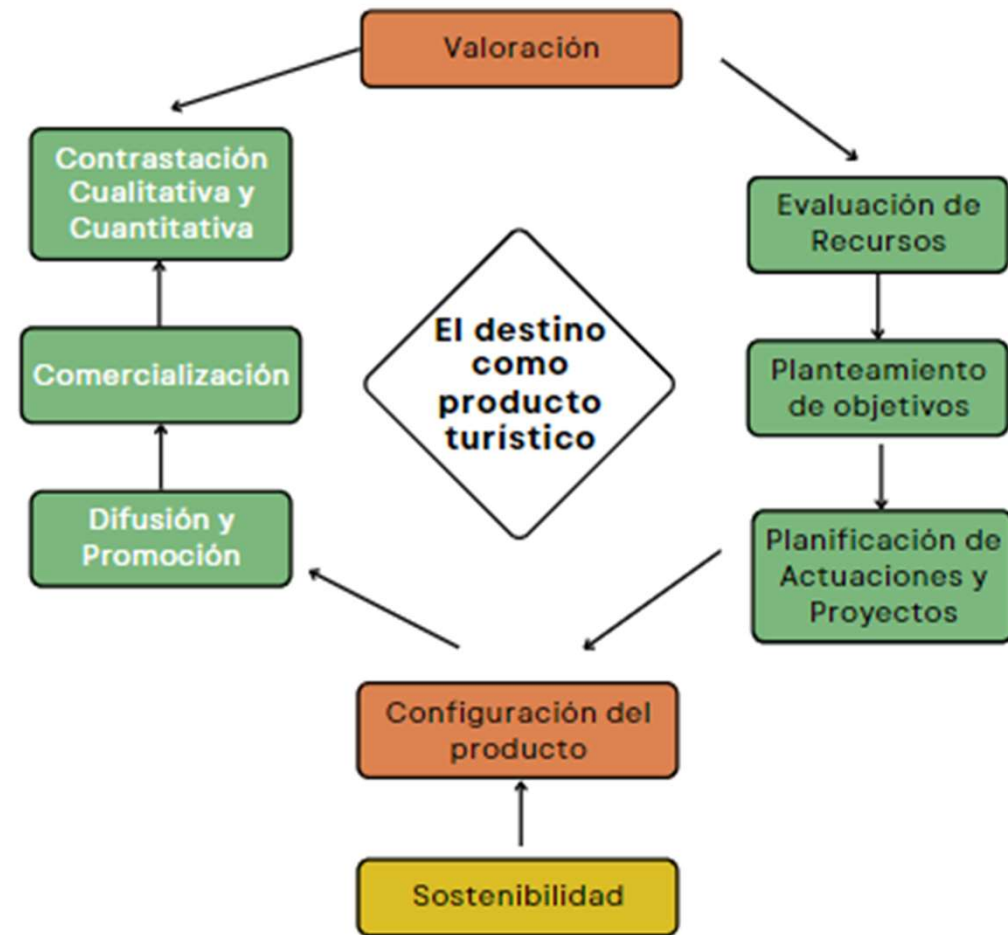 Valoración
Contrastación
Cualitativa y
Cuantitativa
Evaluación de
Recursos
El destino
como
producto
turístico
Comercialización
Planteamiento
de objetivos
Difusión y
Promoción
Planificación de
Actuaciones y
Proyectos
Configuración del
producto
Sostenibilidad